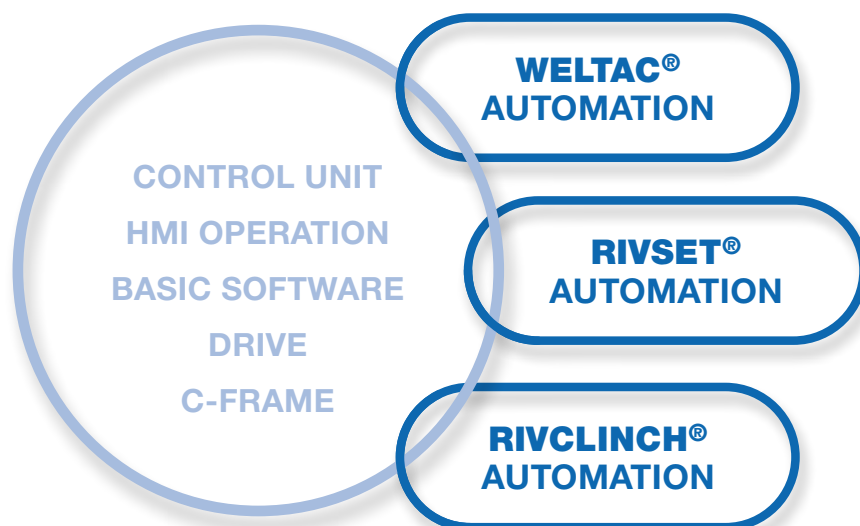 CONTROL UNIT
HMI OPERATION
BASIC SOFTWARE
DRIVE
C-FRAME
WELTAC®
AUTOMATION
RIVSET®
AUTOMATION
RIVCLINCH®
AUTOMATION